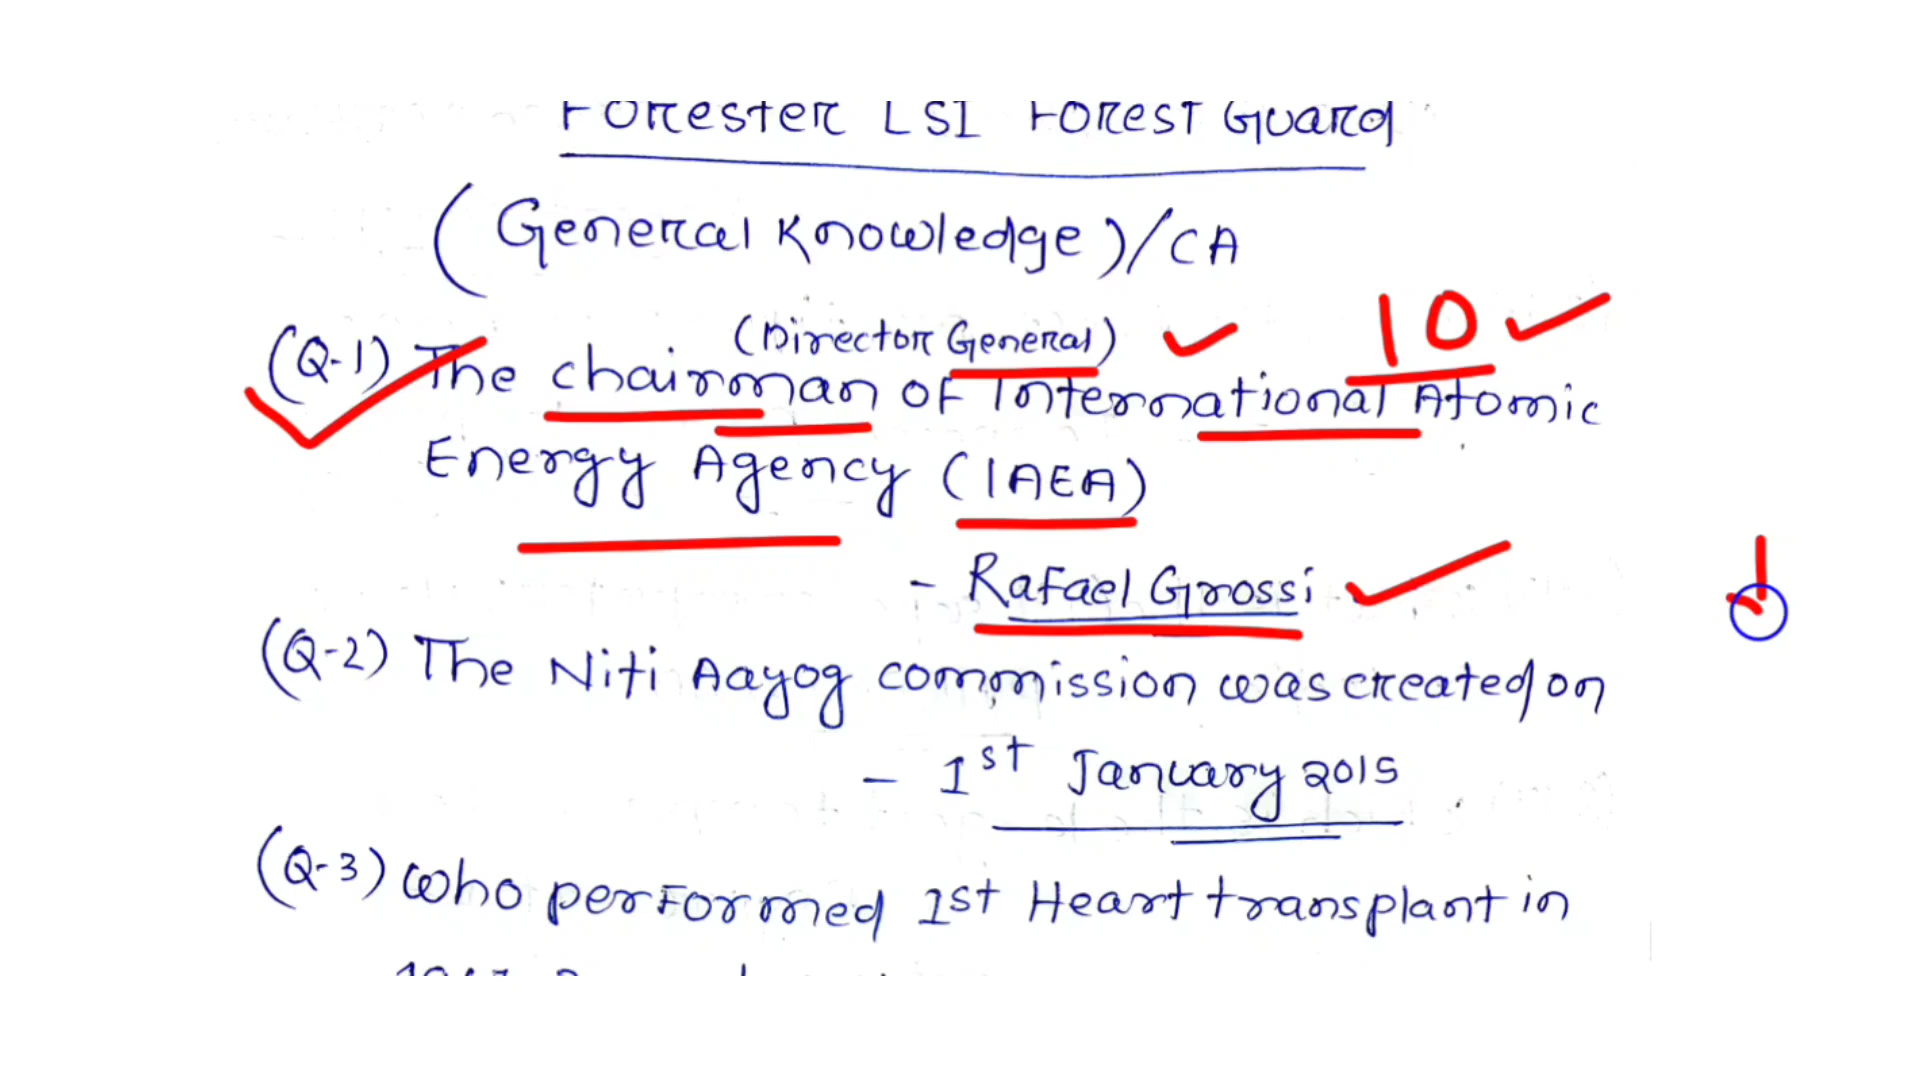 Forester LSI Forest Guard
(General Knowledge)/CA
(Director General)
10
(Q-1) The chairman of International Atomic
Energy Agency (IAEA)
- Rafael Grossi
(Q-2) The Niti Aayog commission was created on
- 1st January 2015
(Q-3) who performed 1st Heart transplant in